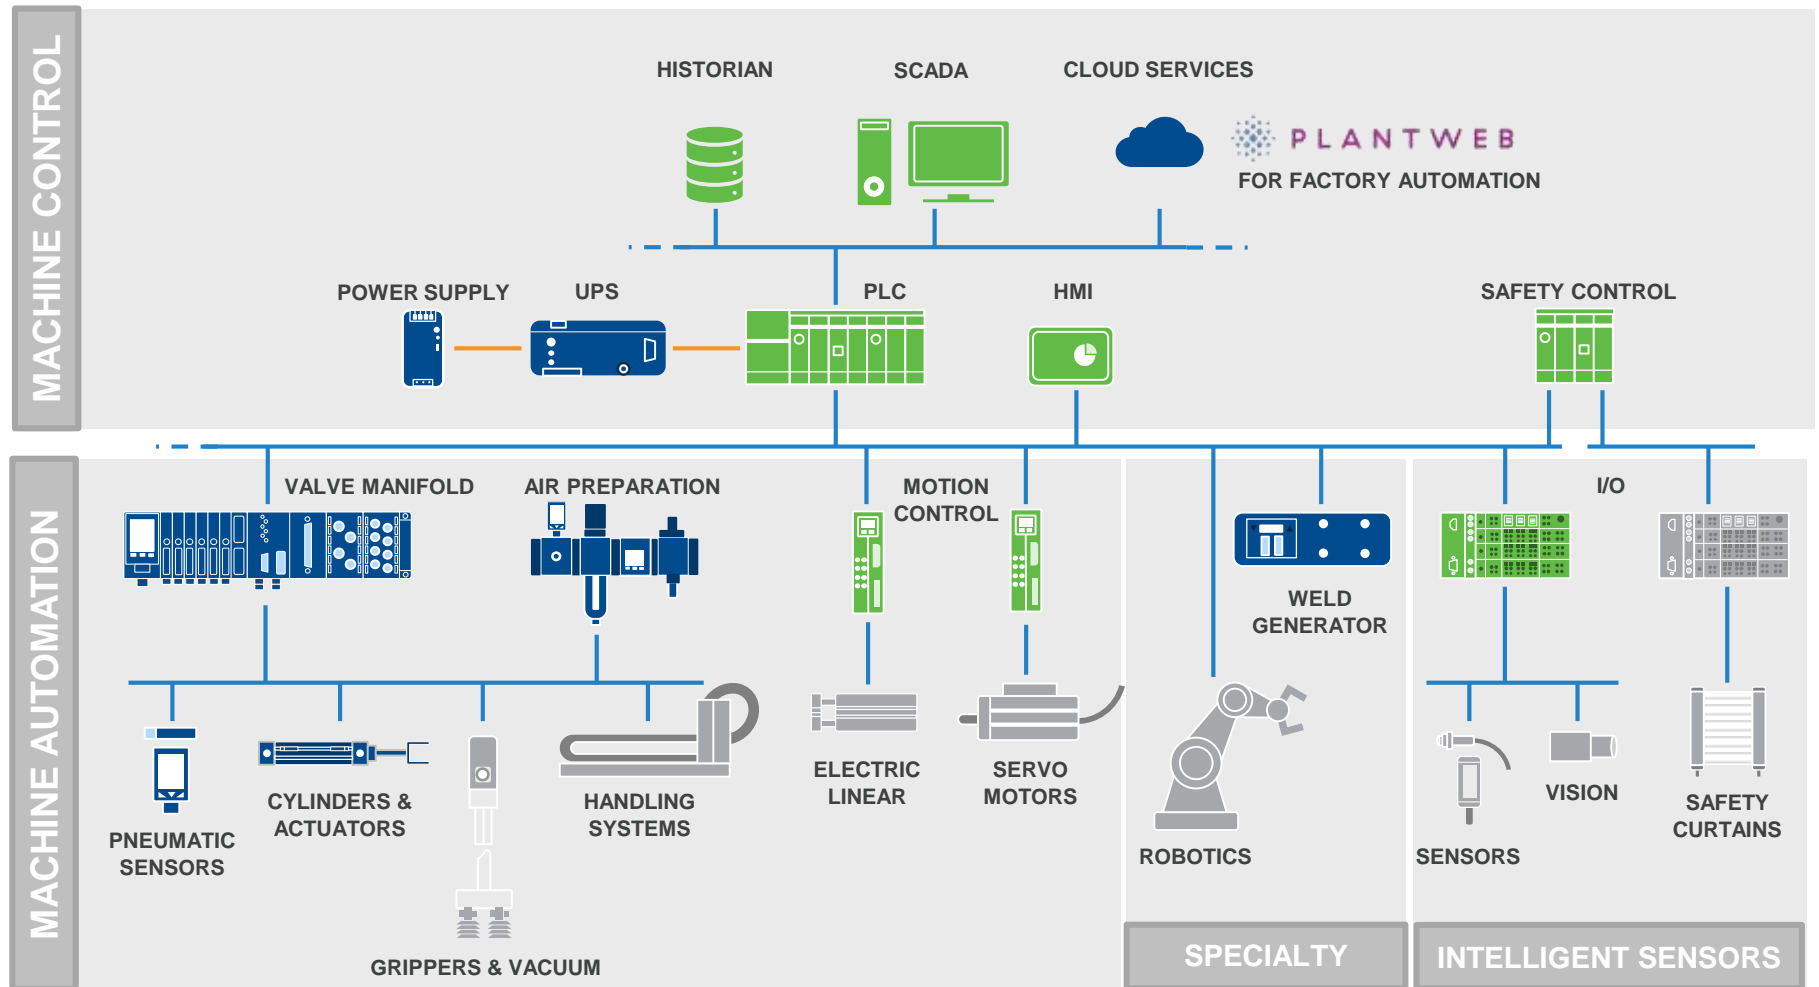 MACHINE CONTROL
HISTORIAN
SCADA
CLOUD SERVICES
PLANTWEB
FOR FACTORY AUTOMATION
POWER SUPPLY
UPS
PLC
HMI
SAFETY CONTROL
MACHINE AUTOMATION
VALVE MANIFOLD
AIR PREPARATION
MOTION
CONTROL
I/O
WELD
GENERATOR
PNEUMATIC
SENSORS
CYLINDERS &
ACTUATORS
GRIPPERS & VACUUM
HANDLING
SYSTEMS
ELECTRIC
LINEAR
SERVO
MOTORS
ROBOTICS
SENSORS
VISION
SAFETY
CURTAINS
SPECIALTY
INTELLIGENT SENSORS